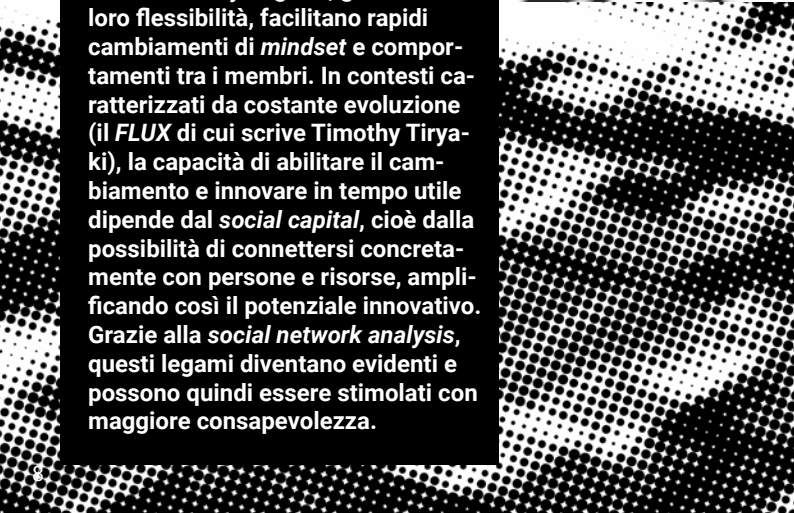 loro flessibilità, facilitano rapidi
cambiamenti di mindset e compor-
tamenti tra i membri. In contesti ca-
ratterizzati da costante evoluzione
(il FLUX di cui scrive Timothy Tirya-
ki), la capacità di abilitare il cam-
biamento e innovare in tempo utile
dipende dal social capital, cioè dalla
possibilità di connettersi concreta-
mente con persone e risorse, ampli-
ficando così il potenziale innovativo.
Grazie alla social network analysis,
questi legami diventano evidenti e
possono quindi essere stimolati con
maggiore consapevolezza.
8